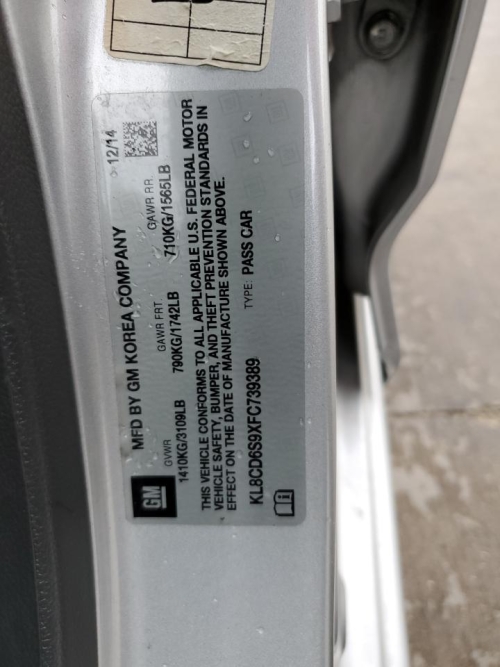 MFD BY GM KOREA COMPANY
12/14
GVWR
GAWR FRT
GAWR RR
1410KG/3109LB
790KG/1742LB
710KG/1565LB
THIS VEHICLE CONFORMS TO ALL APPLICABLE U.S. FEDERAL MOTOR
VEHICLE SAFETY, BUMPER, AND THEFT PREVENTION STANDARDS IN
EFFECT ON THE DATE OF MANUFACTURE SHOWN ABOVE.
KL8CD6S9XFC739389
TYPE: PASS CAR
GM